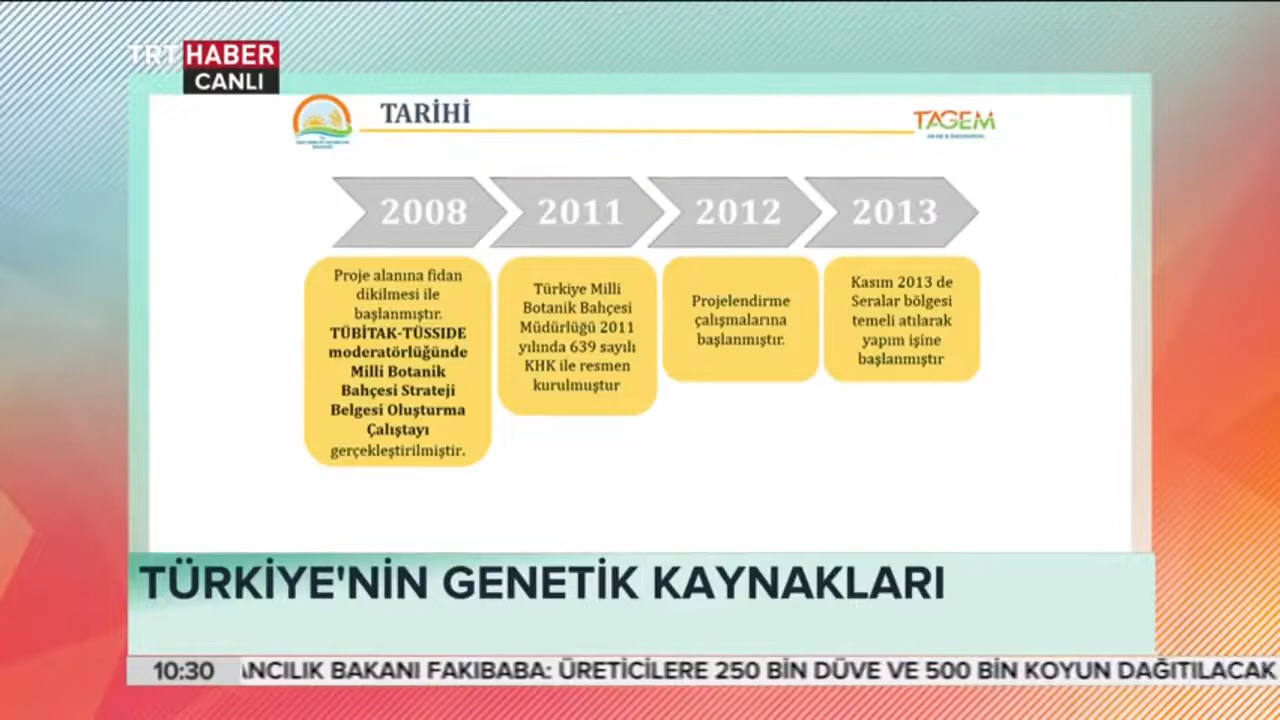 TRT HABER
CANLI
TARİHİ
TAGEM
2008
2011
2012
2013
Proje alanına fidan
dikilmesi ile
başlanmıştır.
TÜBİTAK-TÜSSIDE
moderatörlüğünde
Milli Botanik
Bahçesi Strateji
Belgesi Oluşturma
Çalıştayı
gerçekleştirilmiştir.
Türkiye Milli
Botanik Bahçesi
Müdürlüğü 2011
yılında 639 sayılı
KHK ile resmen
kurulmuştur
Projelendirme
çalışmalarına
başlanmıştır.
Kasım 2013 de
Seralar bölgesi
temeli atılarak
yapım işine
başlanmıştır
TÜRKİYE'NİN GENETİK KAYNAKLARI
10:30 ANCILIK BAKANI FAKIBABA: ÜRETİCİLERE 250 BİN DÜVE VE 500 BİN KOYUN DAĞITILACAK